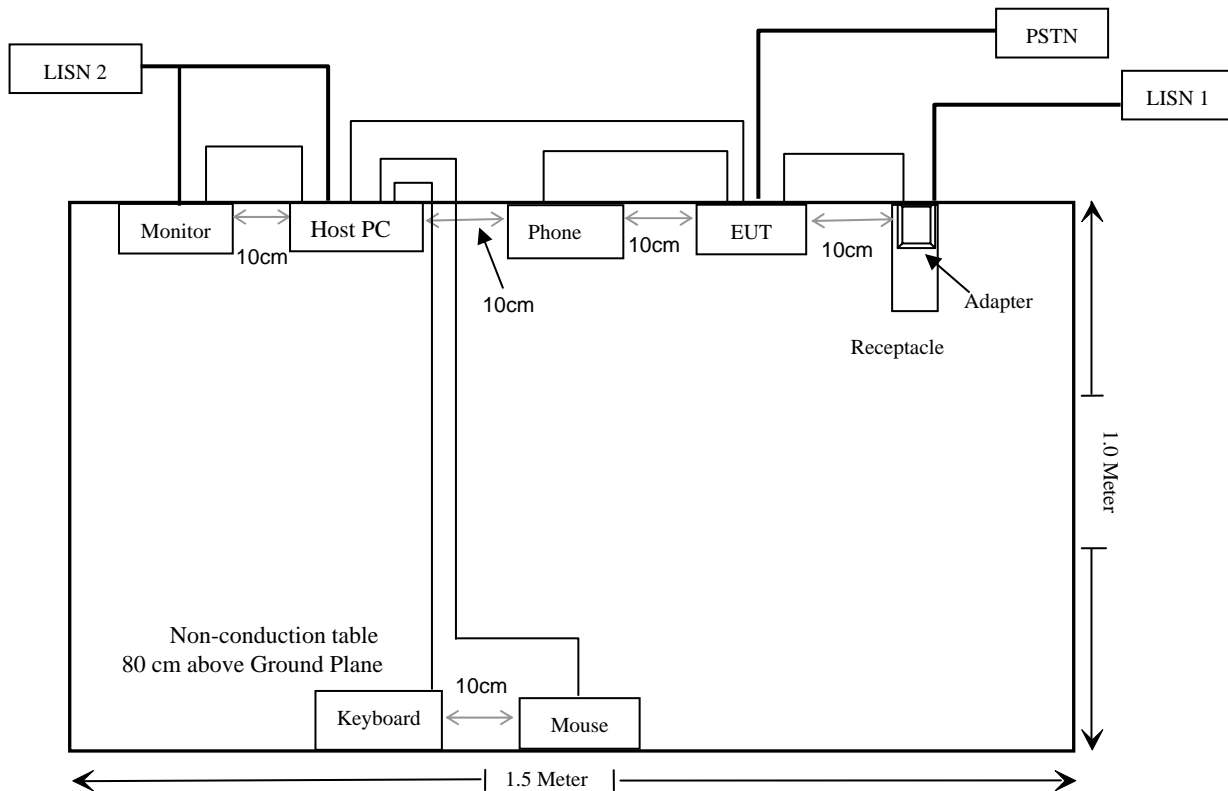 PSTN
LISN 2
LISN 1
Monitor
Host PC
Phone
EUT
10cm
10cm
10cm
10cm
Adapter
Receptacle
1.0 Meter
Non-conduction table
80 cm above Ground Plane
10cm
Keyboard
Mouse
1.5 Meter